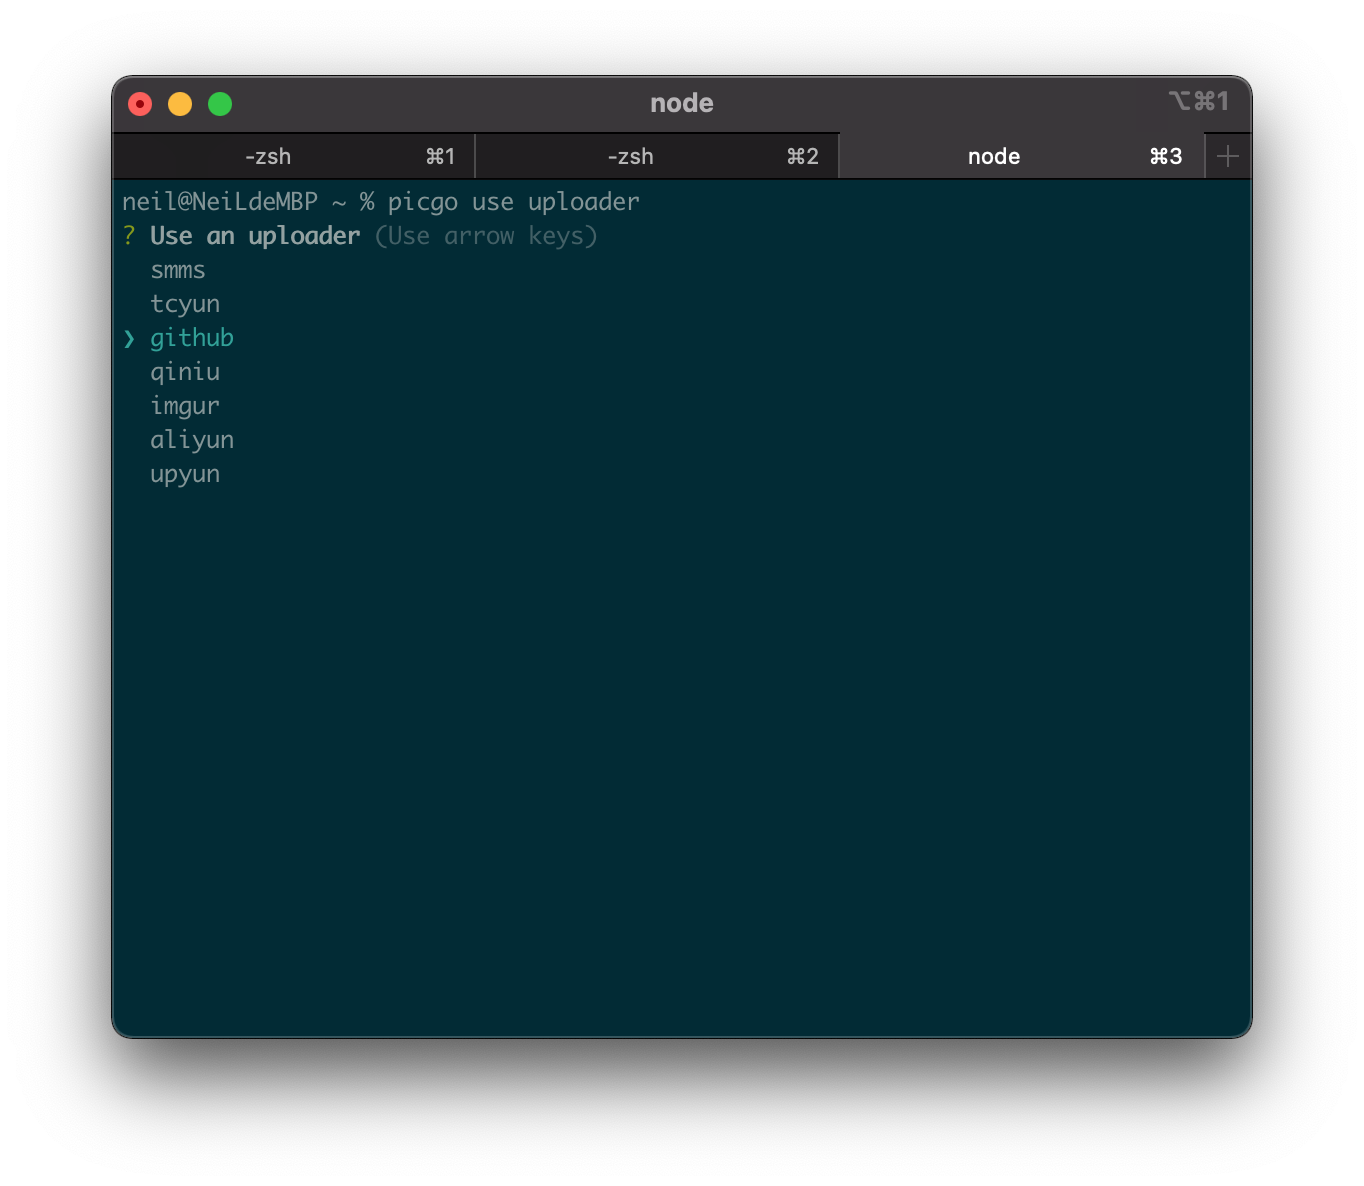 node
⌥⌘1
-zsh ⌘1 -zsh ⌘2 node ⌘3
neil@NeiLdeMBP ~ % picgo use uploader
? Use an uploader (Use arrow keys)
smms
tcyun
❯ github
qiniu
imgur
aliyun
upyun